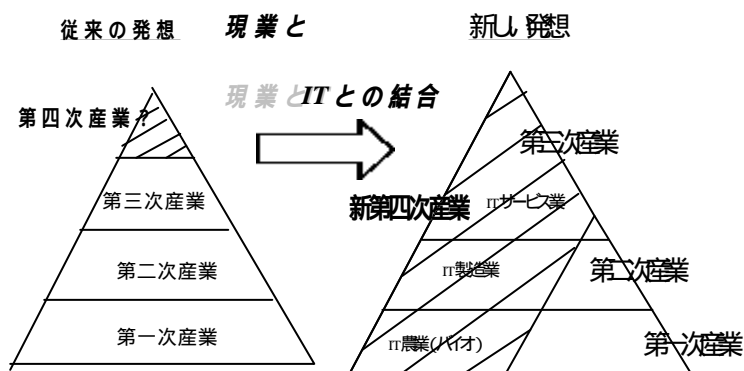 従来の発想
現業と
新しい発想
現業とITとの結合
第四次産業?
第三次産業
第三次産業
新第四次産業
ITサービス業
第二次産業
IT製造業
第二次産業
第一次産業
IT農業(バイオ)
第一次産業